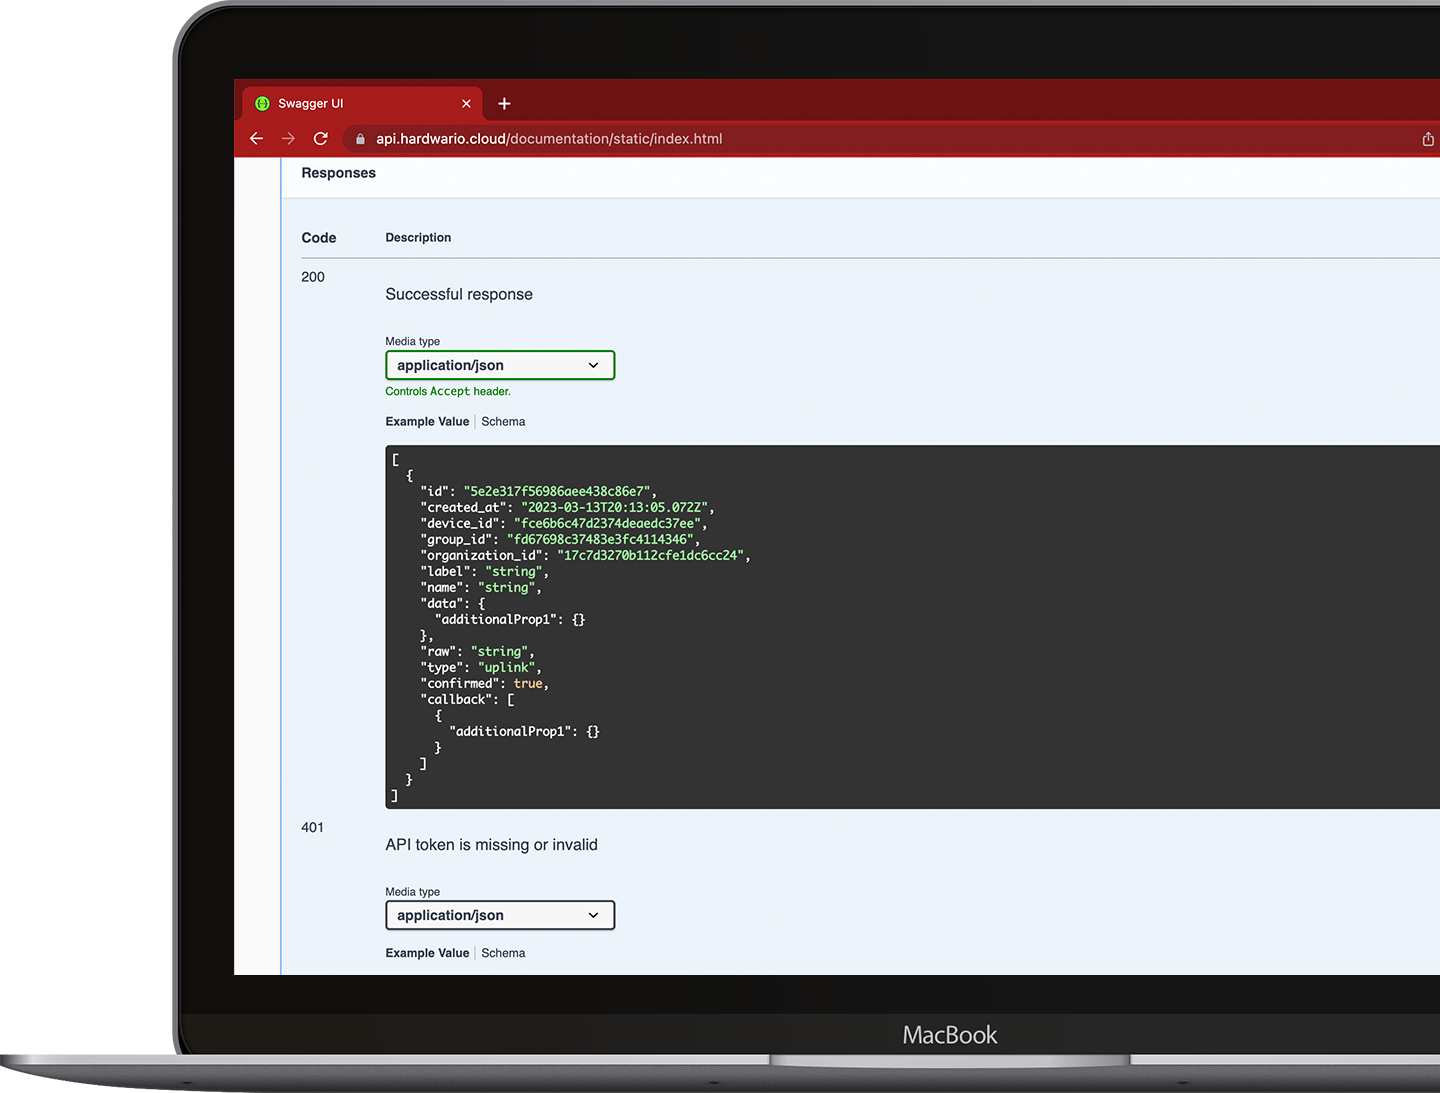 Swagger UI
api.hardwario.cloud/documentation/static/index.html
Responses
Code Description
200
Successful response
Media type
application/json
Controls Accept header.
Example Value Schema
[
{
"id": "5e2e317f56986aee438c86e7",
"created_at": "2023-03-13T20:13:05.072Z",
"device_id": "fce6b6c47d2374deaedc37ee",
"group_id": "fd67698c37483e3fc4114346",
"organization_id": "17c7d3270b112cfe1dc6cc24",
"label": "string",
"name": "string",
"data": {
"additionalProp1": {}
},
"raw": "string",
"type": "uplink",
"confirmed": true,
"callback": [
{
"additionalProp1": {}
}
]
}
]
401
API token is missing or invalid
Media type
application/json
Example Value Schema
MacBook